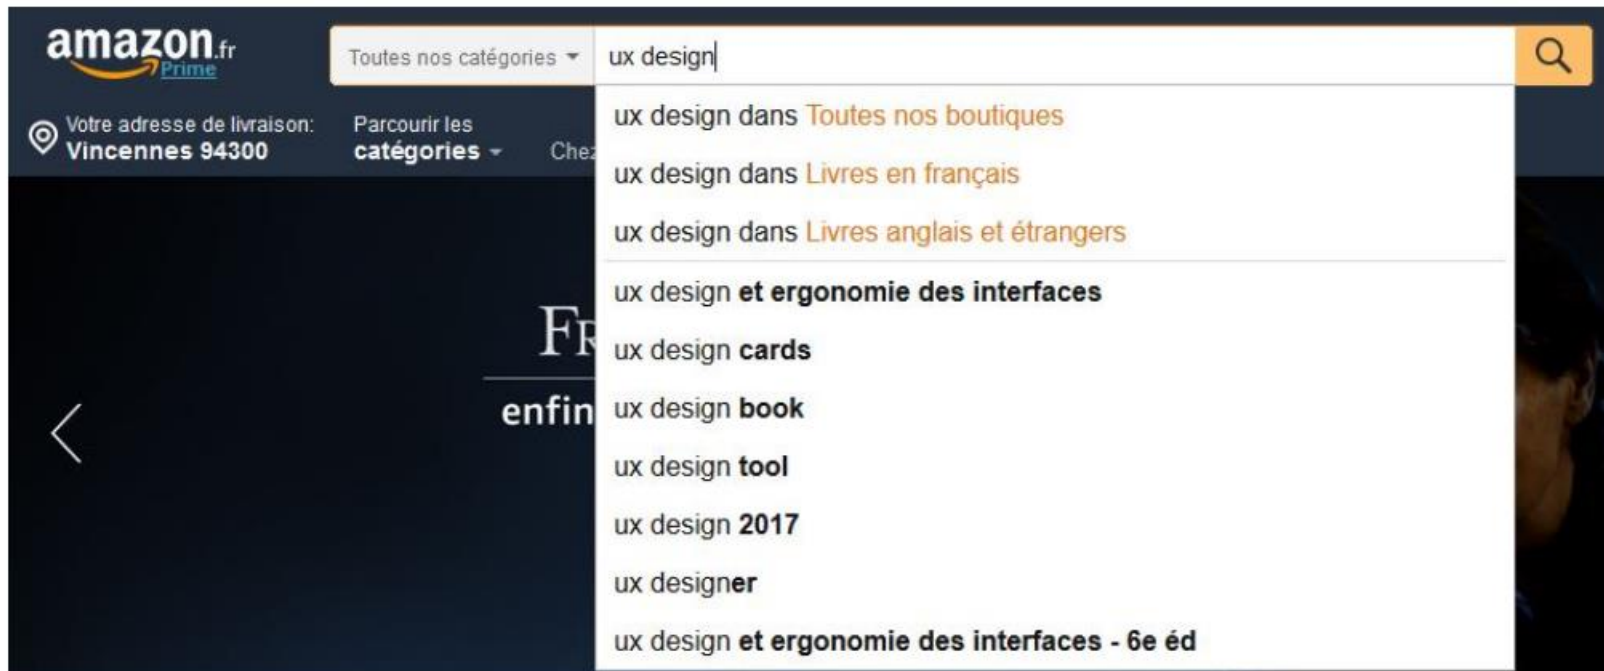 amazon.fr
Prime
Toutes nos catégories
ux design
Votre adresse de livraison:
Vincennes 94300
Parcourir les
catégories
Chez
ux design dans Toutes nos boutiques
ux design dans Livres en français
ux design dans Livres anglais et étrangers
ux design et ergonomie des interfaces
ux design cards
ux design book
ux design tool
ux design 2017
ux designer
ux design et ergonomie des interfaces - 6e éd
FR
enfin